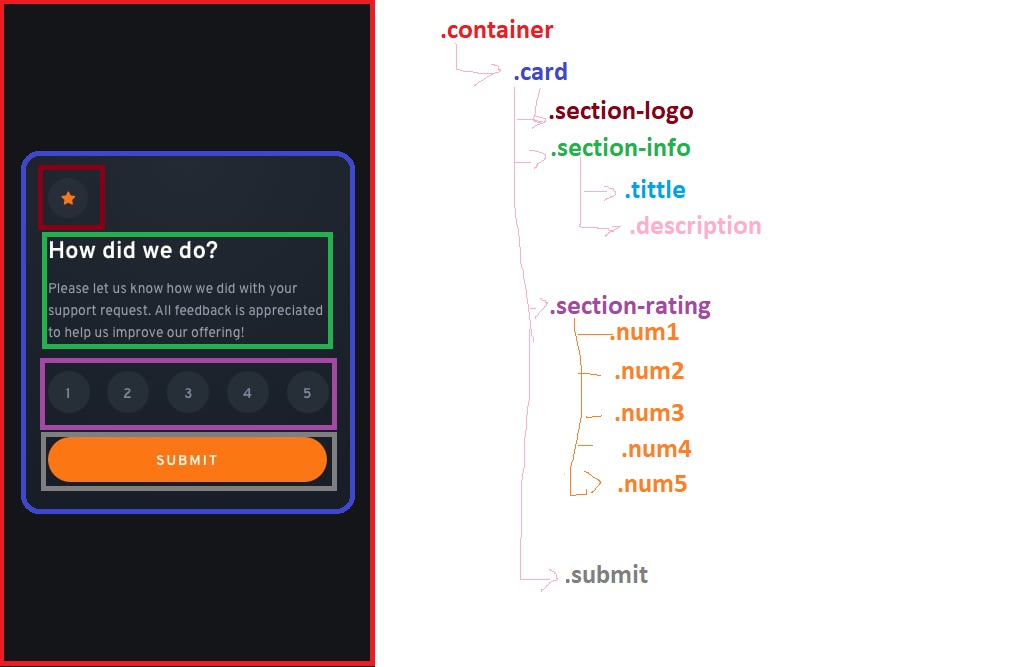 How did we do?
Please let us know how we did with your
support request. All feedback is appreciated
to help us improve our offering!
1 2 3 4 5
SUBMIT
.container
.card
.section-logo
.section-info
.tittle
.description
.section-rating
.num1
.num2
.num3
.num4
.num5
.submit